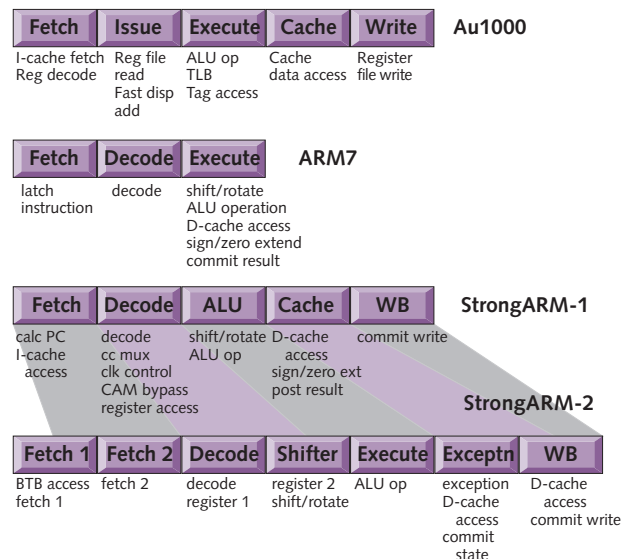 Fetch Issue Execute Cache Write Au1000
I-cache fetch Reg file ALU op Cache Register
Reg decode read TLB data access file write
Fast disp Tag access
add
Fetch Decode Execute ARM7
latch decode shift/rotate
instruction ALU operation
D-cache access
sign/zero extend
commit result
Fetch Decode ALU Cache WB StrongARM-1
calc PC decode shift/rotate D-cache commit write
I-cache cc mux ALU op access
access clk control sign/zero ext
CAM bypass post result
register access
StrongARM-2
Fetch 1 Fetch 2 Decode Shifter Execute Exceptn WB
BTB access fetch 2 decode register 2 ALU op exception D-cache
fetch 1 register 1 shift/rotate D-cache access
access commit write
commit
state